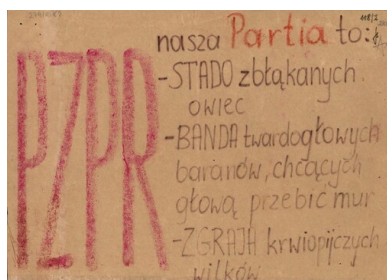 nasza Partia to:
PZPR
-STADO zbłąkanych
owiec
-BANDA twardogłowych
baranów, chcących
głową przebić mur
-ZGRAJA krwiopijczych
wilków